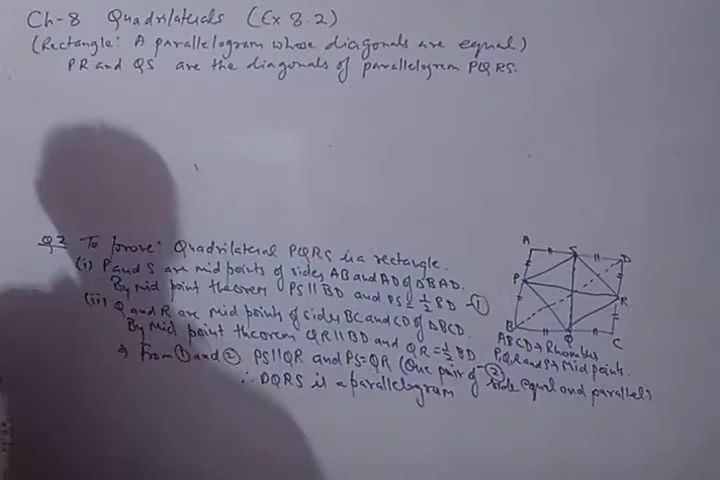 Ch-8 Quadrilaterals (Ex 8.2)
(Rectangle: A parallelogram whose diagonals are equal)
PR and QS are the diagonals of parallelogram PQRS.
Q2 To prove: Quadrilateral PQRS is a rectangle.
(i) P and S are mid points of sides AB and AD of ΔBAD.
By mid point theorem PS || BD and PS = 1/2 BD -①
(ii) Q and R are mid points of sides BC and CD of ΔBCD.
By mid point theorem QR || BD and QR = 1/2 BD -②
⇒ From ① and ② PS || QR and PS = QR (One pair of side equal and parallel)
∴ PQRS is a parallelogram
A
S
D
P
R
B
Q
C
ABCD → Rhombus
P, Q, R and S → Mid points.